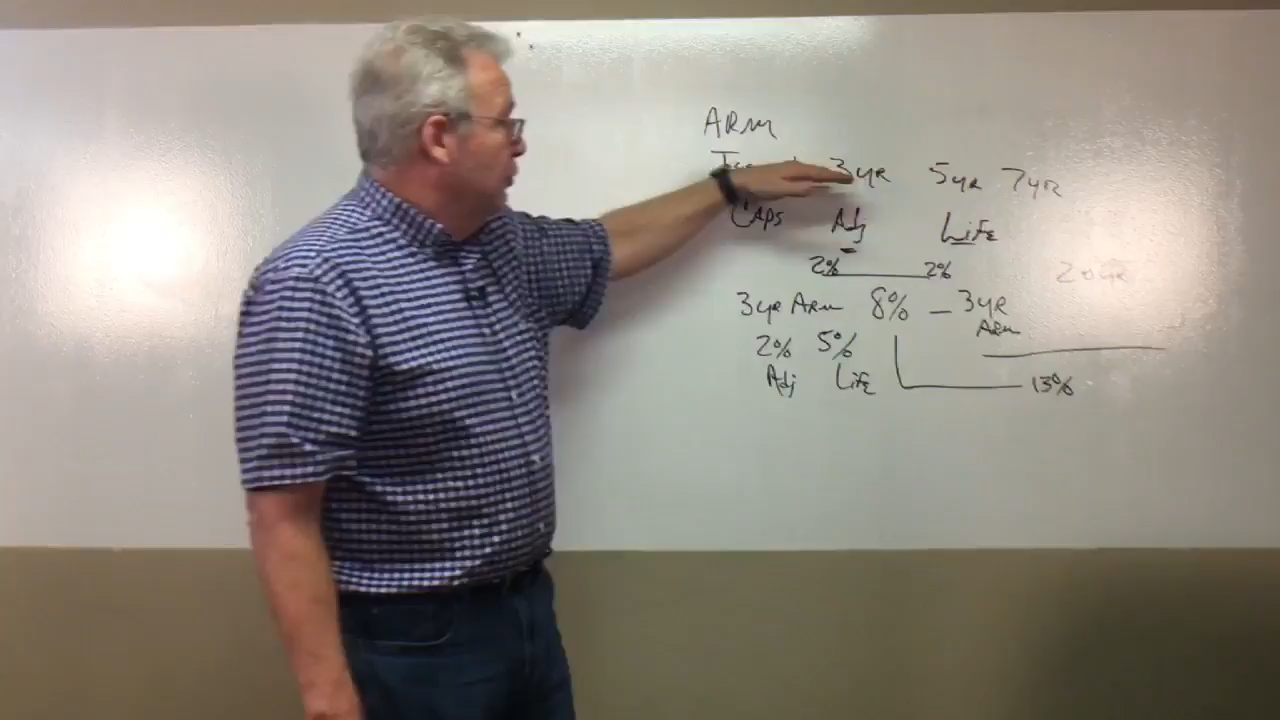 ARM
3yR 5yR 7yR
CAPS Adj LiFe
2% 2% 20yR
3yR ARM 8% — 3yR
ARM
2% 5%
Adj LiFe 13%